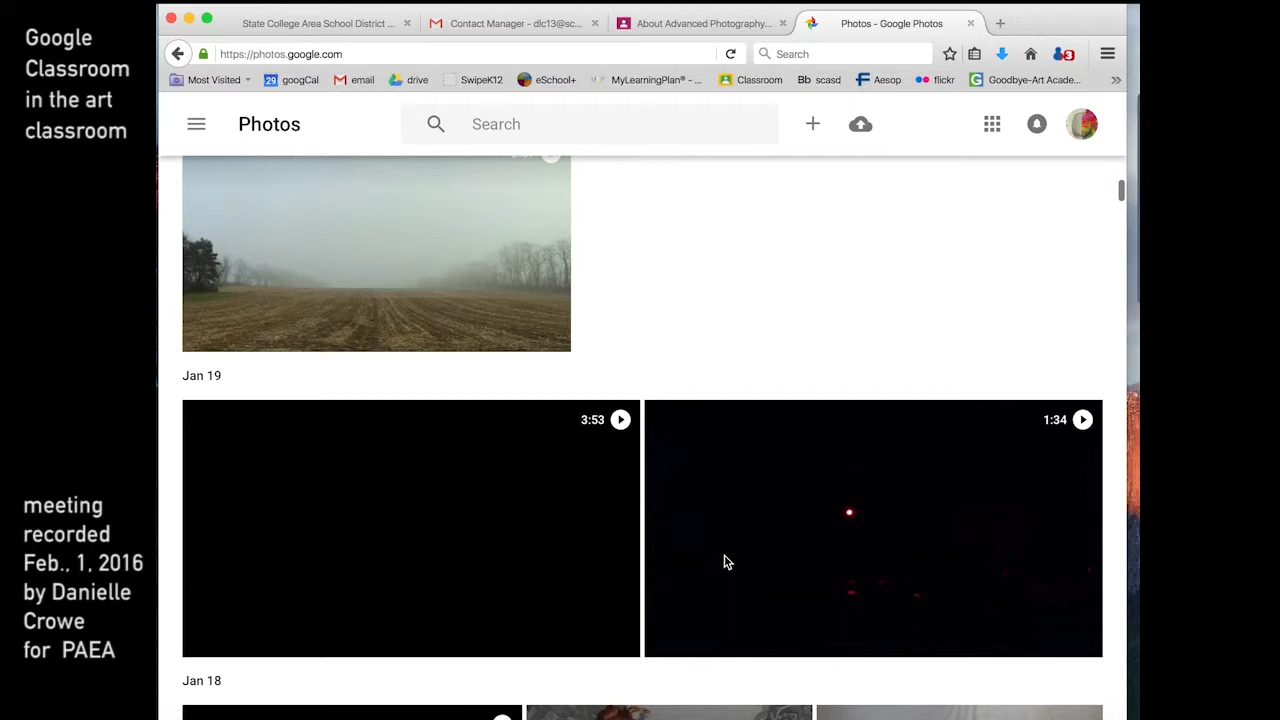 Google
Classroom
in the art
classroom
meeting
recorded
Feb., 1, 2016
by Danielle
Crowe
for PAEA
State College Area School District ...
Contact Manager - dlc13@sc...
About Advanced Photography...
Photos - Google Photos
https://photos.google.com
Search
Most Visited
29 googCal
email
drive
SwipeK12
eSchool+
MyLearningPlan® - ...
Classroom
Bb scasd
Aesop
flickr
Goodbye-Art Acade...
3
Photos
Search
Jan 19
3:53
1:34
Jan 18